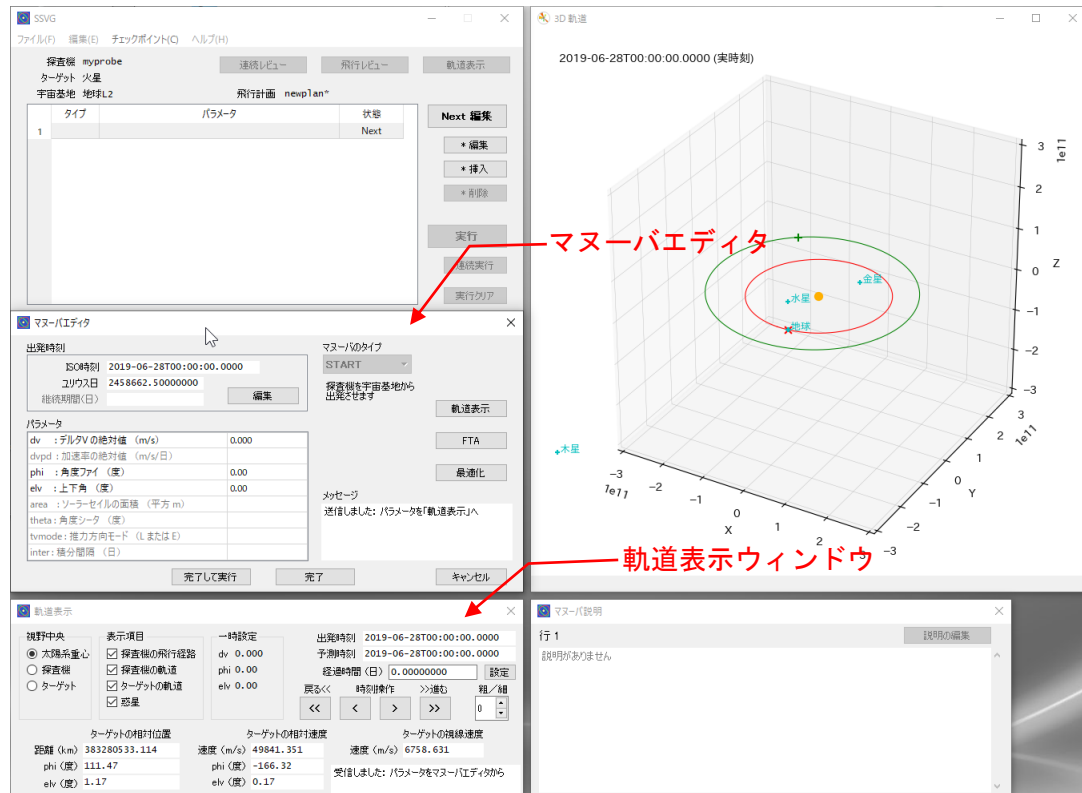 SSVG
ファイル(F) 編集(E) チェックポイント(C) ヘルプ(H)
探査機 myprobe
ターゲット 火星
宇宙基地 地球L2
連続レビュー 飛行レビュー 軌道表示
飛行計画 newplan*
タイプ パラメータ 状態
1 Next
Next 編集
* 編集
* 挿入
* 削除
実行
連続実行
実行クリア
マヌーバエディタ
マヌーバエディタ
出発時刻
ISO時刻 2019-06-28T00:00:00.0000
ユリウス日 2458662.50000000
継続期間(日)
編集
マヌーバのタイプ
START
探査機を宇宙基地から
出発させます
軌道表示
FTA
最適化
パラメータ
dv :デルタVの絶対値 (m/s) 0.000
dvpd:加速率の絶対値 (m/s/日)
phi :角度ファイ (度) 0.00
elv :上下角 (度) 0.00
area :ソーラーセイルの面積 (平方 m)
theta:角度シータ (度)
tvmode:推力方向モード (L または E)
inter:積分間隔 (日)
メッセージ
送信しました: パラメータを「軌道表示」へ
完了して実行 完了 キャンセル
軌道表示ウィンドウ
軌道表示
視野中央
太陽系重心
探査機
ターゲット
表示項目
探査機の飛行経路
探査機の軌道
ターゲットの軌道
惑星
一時設定
dv 0.000
phi 0.00
elv 0.00
出発時刻 2019-06-28T00:00:00.0000
予測時刻 2019-06-28T00:00:00.0000
経過時間(日) 0.00000000 設定
戻る<< 時刻操作 >>進む 粗/細
<< < > >> 0
ターゲットの相対位置
距離 (km) 383280533.114
phi (度) 111.47
elv (度) 1.17
ターゲットの相対速度
速度 (m/s) 49841.351
phi (度) -166.32
elv (度) 0.17
ターゲットの視線速度
速度 (m/s) 6758.631
受信しました: パラメータをマヌーバエディタから
3D 軌道
2019-06-28T00:00:00.0000 (実時刻)
金星
水星
地球
木星
3
2
1
0
−1
−2
−3
1e11
Z
−3
−2
−1
0
1
2
3
1e11
X
3
2
1
0
−1
−2
−3
1e11
Y
マヌーバ説明
行 1
説明の編集
説明がありません